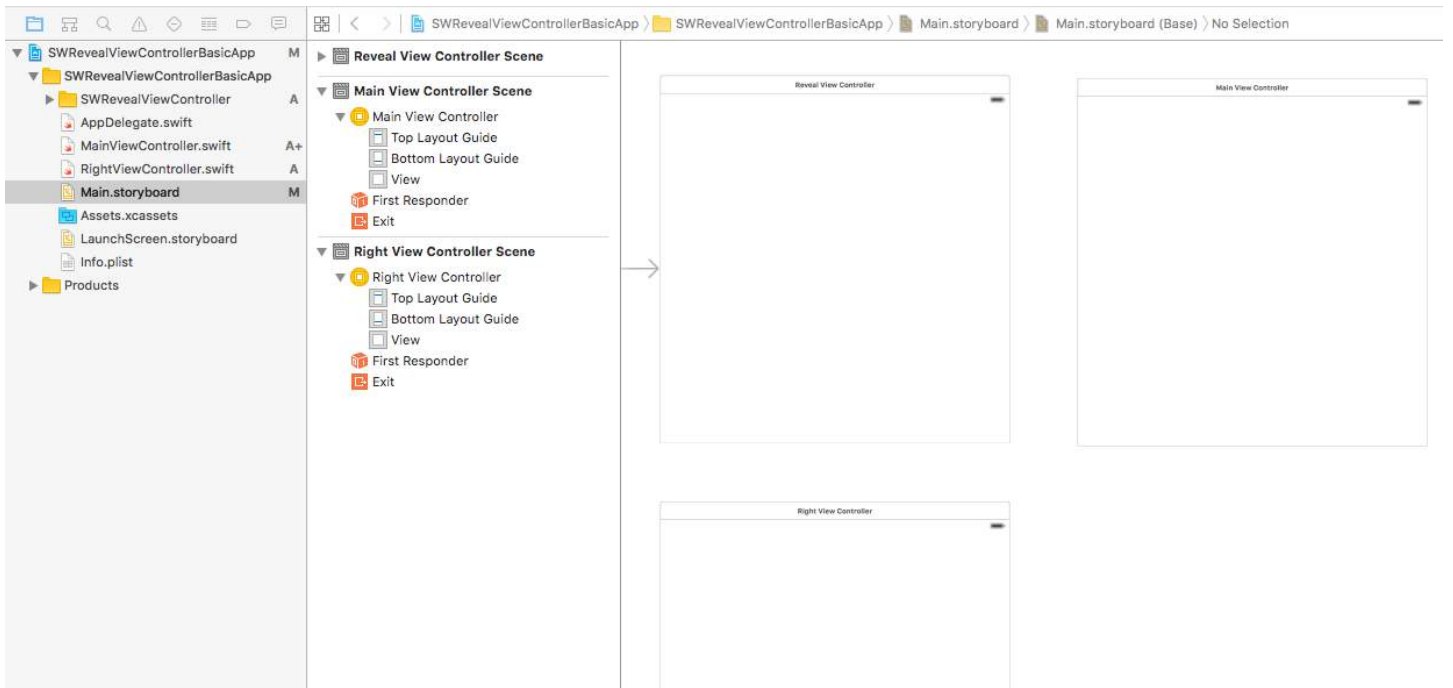 SWRevealViewControllerBasicApp 〉 SWRevealViewControllerBasicApp 〉 Main.storyboard 〉 Main.storyboard (Base) 〉 No Selection
SWRevealViewControllerBasicApp M
SWRevealViewControllerBasicApp
SWRevealViewController A
AppDelegate.swift
MainViewController.swift A+
RightViewController.swift A
Main.storyboard M
Assets.xcassets
LaunchScreen.storyboard
Info.plist
Products
Reveal View Controller Scene
Main View Controller Scene
Main View Controller
Top Layout Guide
Bottom Layout Guide
View
First Responder
Exit
Right View Controller Scene
Right View Controller
Top Layout Guide
Bottom Layout Guide
View
First Responder
Exit
Reveal View Controller
Main View Controller
Right View Controller